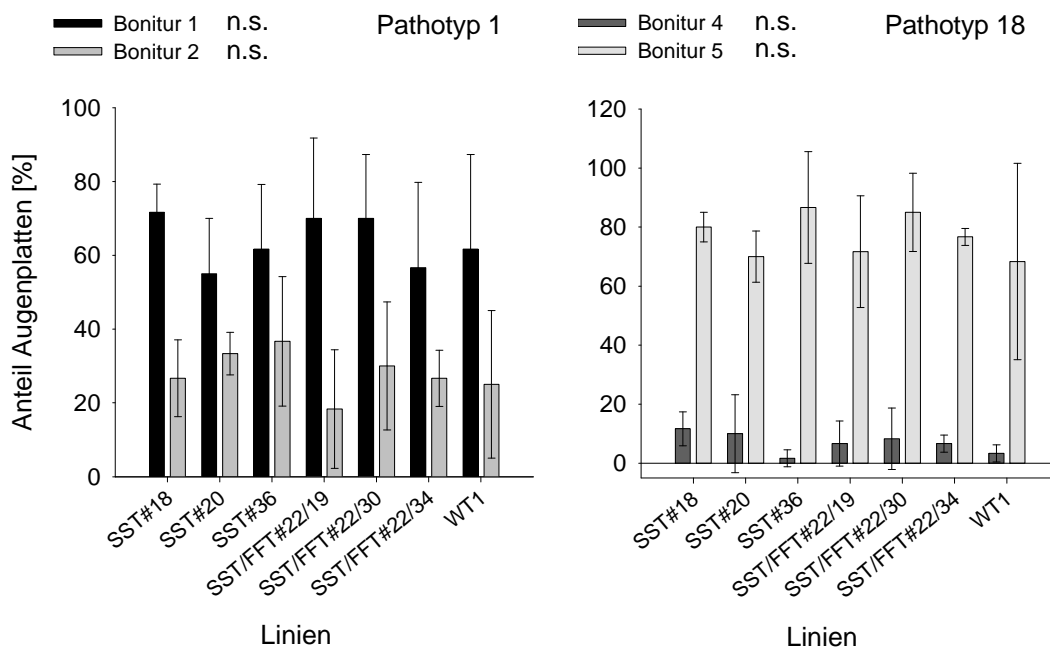 Bonitur 1 n.s. Pathotyp 1
Bonitur 2 n.s.
Anteil Augenplatten [%]
100
80
60
40
20
0
SST#18
SST#20
SST#36
SST/FFT#22/19
SST/FFT#22/30
SST/FFT#22/34
WT1
Linien
Bonitur 4 n.s. Pathotyp 18
Bonitur 5 n.s.
120
100
80
60
40
20
0
SST#18
SST#20
SST#36
SST/FFT#22/19
SST/FFT#22/30
SST/FFT#22/34
WT1
Linien